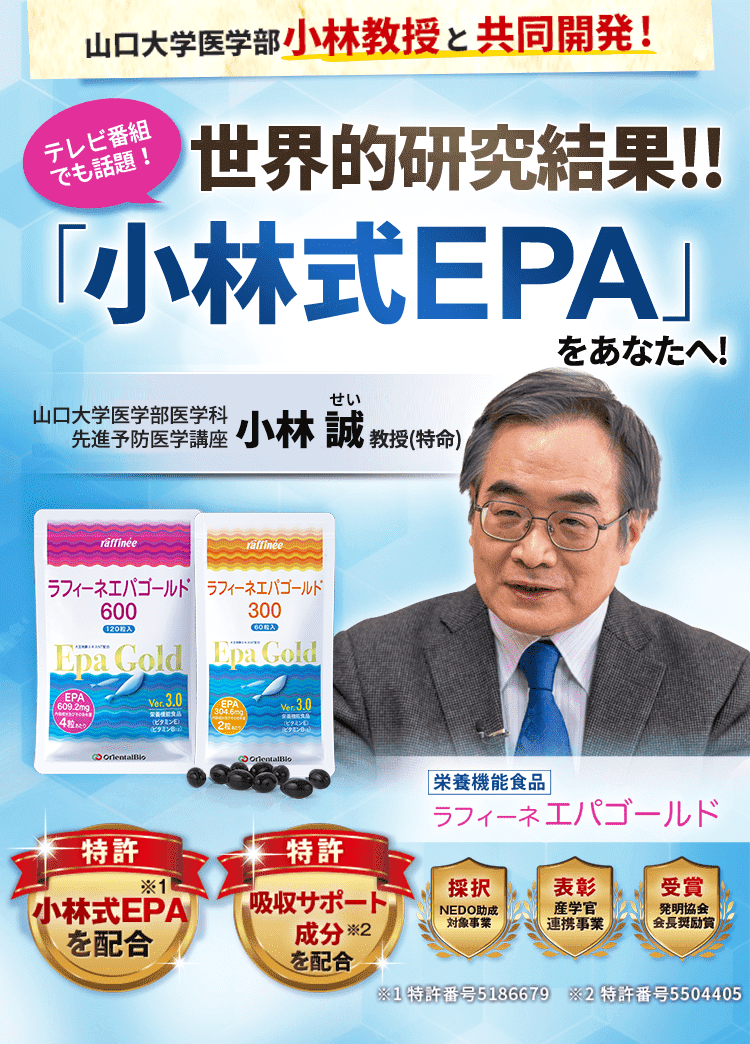 山口大学医学部小林教授と共同開発!
テレビ番組
でも話題!
世界的研究結果!!
「小林式EPA」
をあなたへ!
山口大学医学部医学科
先進予防医学講座
せい
小林 誠 教授(特命)
raffinée
ラフィーネエパゴールド
600
120粒入
Epa Gold
EPA
609.2mg
4粒あたり
Ver. 3.0
栄養機能食品
(ビタミンE)
OrientalBio
raffinée
ラフィーネエパゴールド
300
60粒入
Epa Gold
EPA
304.6mg
2粒あたり
Ver. 3.0
栄養機能食品
(ビタミンE)
OrientalBio
栄養機能食品
ラフィーネ エパゴールド
特許
※1
小林式EPA
を配合
特許
吸収サポート
成分※2
を配合
採択
NEDO助成
対象事業
表彰
産学官
連携事業
受賞
発明協会
会長奨励賞
※1 特許番号5186679 ※2 特許番号5504405